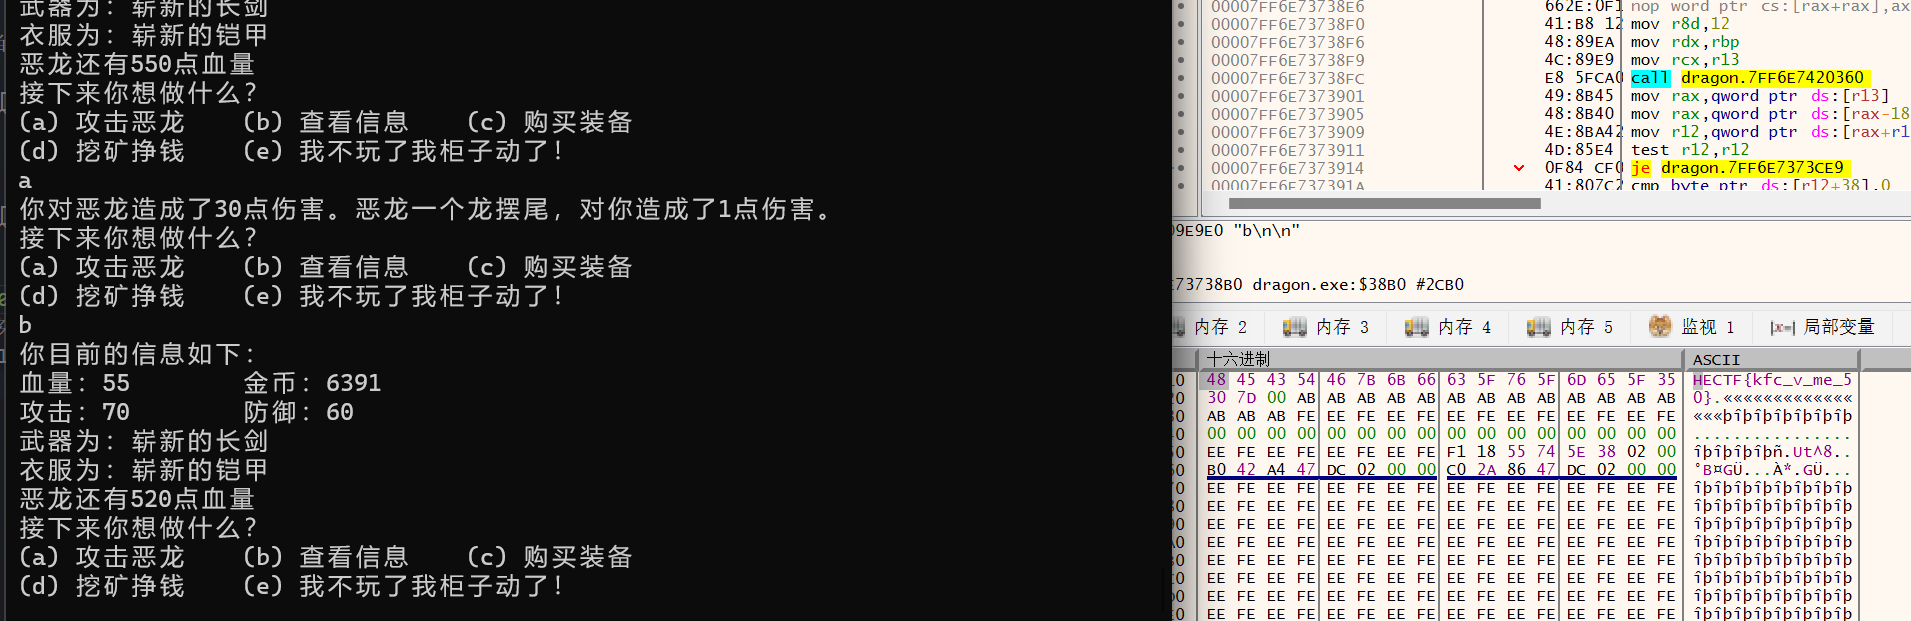 武器为: 崭新的长剑
衣服为: 崭新的铠甲
恶龙还有550点血量
接下来你想做什么?
(a) 攻击恶龙 (b) 查看信息 (c) 购买装备
(d) 挖矿挣钱 (e) 我不玩了我柜子动了!
a
你对恶龙造成了30点伤害。恶龙一个龙摆尾, 对你造成了1点伤害。
接下来你想做什么?
(a) 攻击恶龙 (b) 查看信息 (c) 购买装备
(d) 挖矿挣钱 (e) 我不玩了我柜子动了!
b
你目前的信息如下:
血量: 55 金币: 6391
攻击: 70 防御: 60
武器为: 崭新的长剑
衣服为: 崭新的铠甲
恶龙还有520点血量
接下来你想做什么?
(a) 攻击恶龙 (b) 查看信息 (c) 购买装备
(d) 挖矿挣钱 (e) 我不玩了我柜子动了!
00007FF6E73738E6 662E:0F1 nop word ptr cs:[rax+rax],ax
00007FF6E73738F0 41:B8 12 mov r8d,12
00007FF6E73738F6 48:89EA mov rdx,rbp
00007FF6E73738F9 4C:89E9 mov rcx,r13
00007FF6E73738FC E8 5FCA0 call dragon.7FF6E7420360
00007FF6E7373901 49:8B45 mov rax,qword ptr ds:[r13]
00007FF6E7373905 48:8B40 mov rax,qword ptr ds:[rax-18
00007FF6E7373909 4E:8BA42 mov r12,qword ptr ds:[rax+r1
00007FF6E7373911 4D:85E4 test r12,r12
00007FF6E7373914 0F84 CF0 je dragon.7FF6E7373CE9
00007FF6E737391A 41:807C2 cmp byte ptr ds:[r12+38],0
09E9E0 "b\n\n"
E73738B0 dragon.exe:$38B0 #2CB0
内存 2 内存 3 内存 4 内存 5 监视 1 [x=] 局部变量
十六进制 ASCII
10 48 45 43 54 46 7B 6B 66 63 5F 76 5F 6D 65 5F 35 HECTF{kfc_v_me_5
20 30 7D 00 AB AB AB AB AB AB AB AB AB AB AB AB AB 0}.«««««««««««««
30 AB AB AB FE EE FE EE FE EE FE EE FE EE FE EE FE «««þîþîþîþîþîþîþ
40 00 00 00 00 00 00 00 00 00 00 00 00 00 00 00 00 ................
50 EE FE EE FE EE FE EE FE F1 18 55 74 5E 38 02 00 îþîþîþîþñ.Ut^8..
60 B0 42 A4 47 DC 02 00 00 C0 2A 86 47 DC 02 00 00 °B¤GÜ...À*.GÜ...
70 EE FE EE FE EE FE EE FE EE FE EE FE EE FE EE FE îþîþîþîþîþîþîþîþ
80 EE FE EE FE EE FE EE FE EE FE EE FE EE FE EE FE îþîþîþîþîþîþîþîþ
90 EE FE EE FE EE FE EE FE EE FE EE FE EE FE EE FE îþîþîþîþîþîþîþîþ
A0 EE FE EE FE EE FE EE FE EE FE EE FE EE FE EE FE îþîþîþîþîþîþîþîþ
B0 EE FE EE FE EE FE EE FE EE FE EE FE EE FE EE FE îþîþîþîþîþîþîþîþ
C0 EE FE EE FE EE FE EE FE EE FE EE FE EE FE EE FE îþîþîþîþîþîþîþîþ
D0 EE FE EE FE EE FE EE FE EE FE EE FE EE FE EE FE îþîþîþîþîþîþîþîþ
E0 EE FE EE FE EE FE EE FE EE FE EE FE EE FE EE FE îþîþîþîþîþîþîþîþ